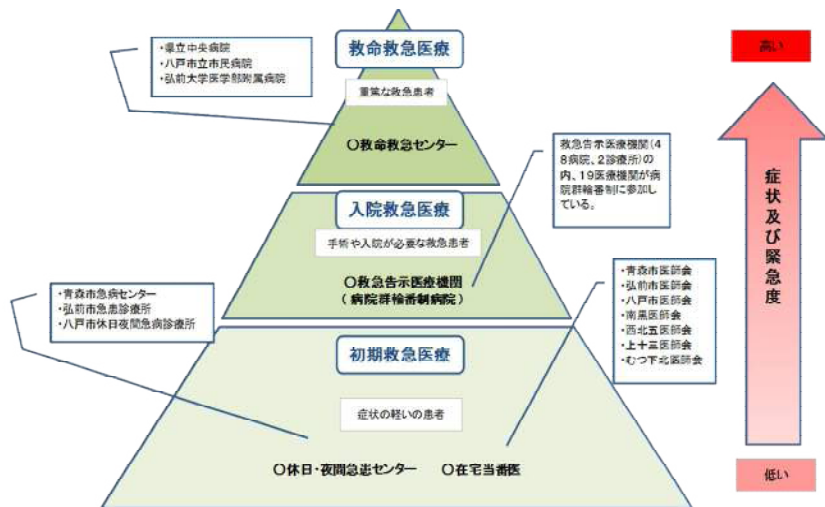 救命救急医療
・県立中央病院
・八戸市立市民病院
・弘前大学医学部附属病院
重篤な救急患者
〇救命救急センター
高い
救急告示医療機関(4
8病院、2診療所)の
内、19医療機関が病
院群輪番制に参加し
ている。
入院救急医療
手術や入院が必要な救急患者
〇救急告示医療機関
(病院群輪番制病院)
症状及び緊急度
・青森市急病センター
・弘前市急患診療所
・八戸市休日夜間急病診療所
・青森市医師会
・弘前市医師会
・八戸市医師会
・南黒医師会
・西北五医師会
・上十三医師会
・むつ下北医師会
初期救急医療
症状の軽いの患者
〇休日・夜間急患センター 〇在宅当番医
低い